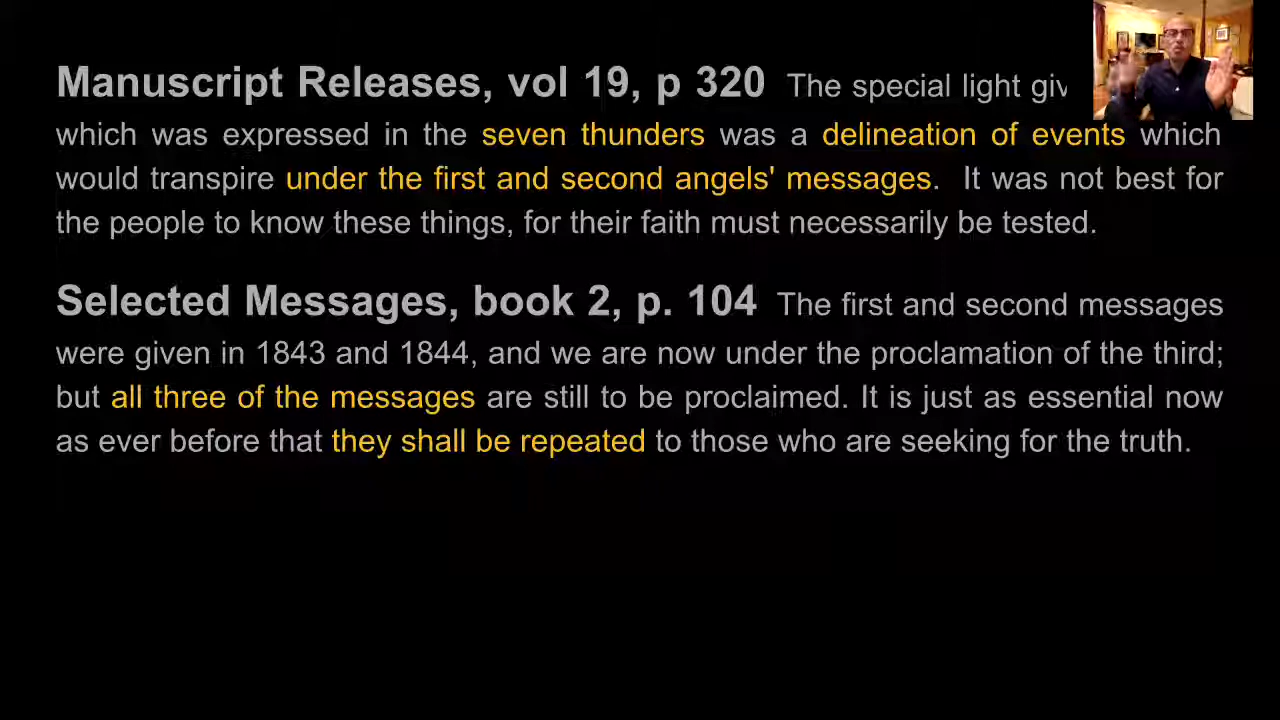 Manuscript Releases, vol 19, p 320 The special light
which was expressed in the seven thunders was a delineation of events which
would transpire under the first and second angels' messages. It was not best for
the people to know these things, for their faith must necessarily be tested.
Selected Messages, book 2, p. 104 The first and second messages
were given in 1843 and 1844, and we are now under the proclamation of the third;
but all three of the messages are still to be proclaimed. It is just as essential now
as ever before that they shall be repeated to those who are seeking for the truth.